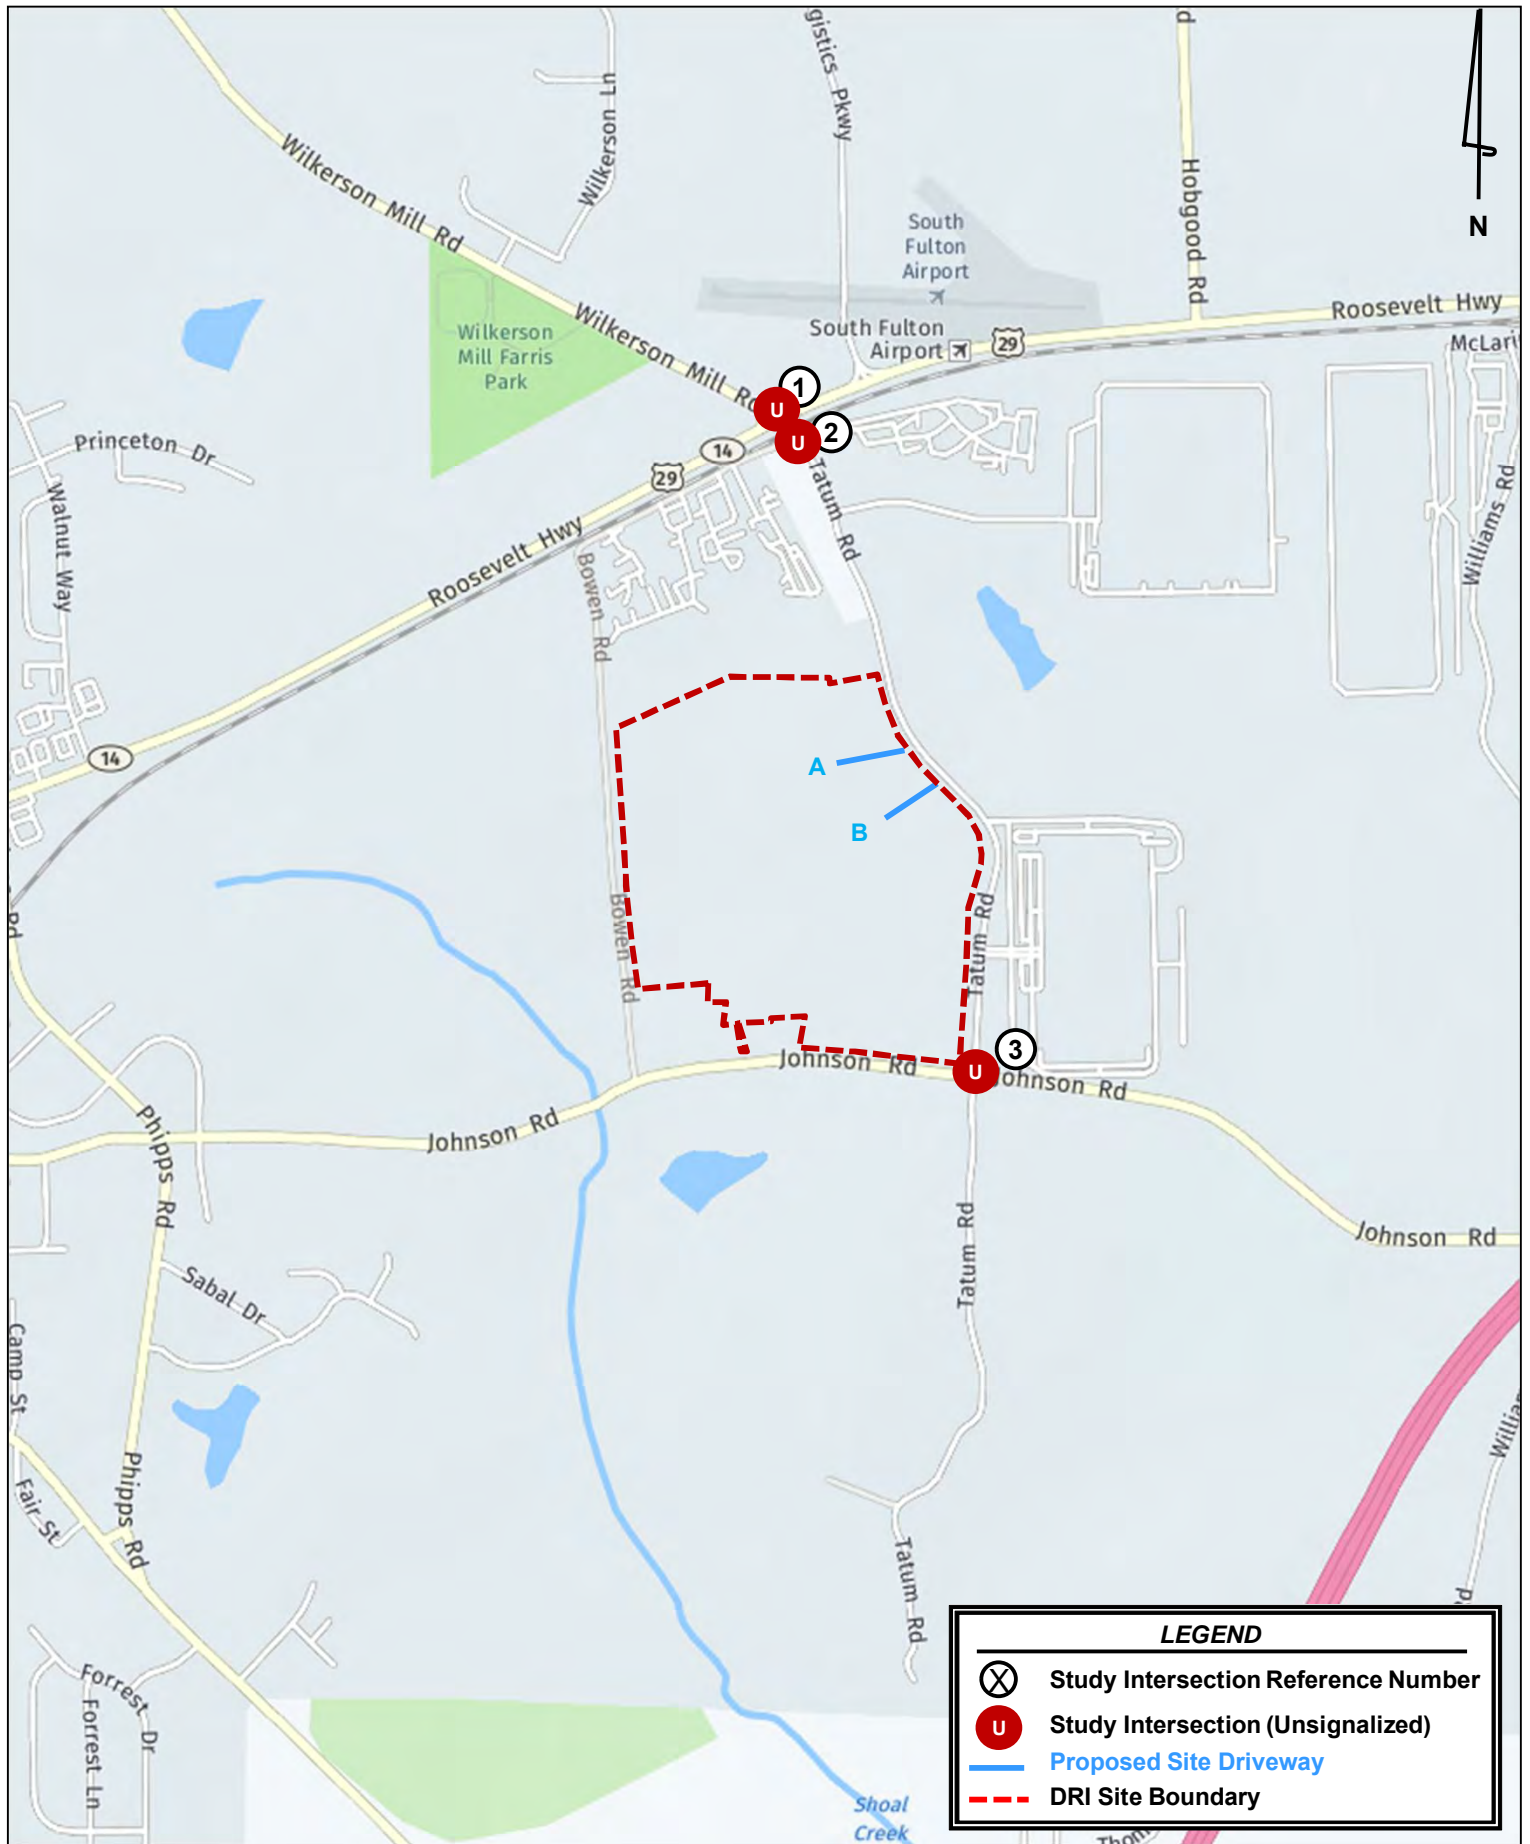 gistics Pkwy
Wilkerson Ln
Wilkerson Mill Rd
Hobgood Rd
N
South
Fulton
Airport
Roosevelt Hwy
Wilkerson
Mill Farris
Park
Wilkerson Mill Rd
South Fulton
Airport
29
McLari
1
U
2
U
14
29
Princeton Dr
Walnut Way
Tatum Rd
Williams Rd
Roosevelt Hwy
Bowen Rd
14
A
B
Bowen Rd
Tatum Rd
Rd
3
U
Johnson Rd
Johnson Rd
Johnson Rd
Phipps Rd
Tatum Rd
Johnson Rd
Sabal Dr
Camp St
Fair St
Phipps Rd
Tatum Rd
Forrest Dr
Forrest Ln
Shoal
Creek
LEGEND
X Study Intersection Reference Number
U Study Intersection (Unsignalized)
Proposed Site Driveway
DRI Site Boundary